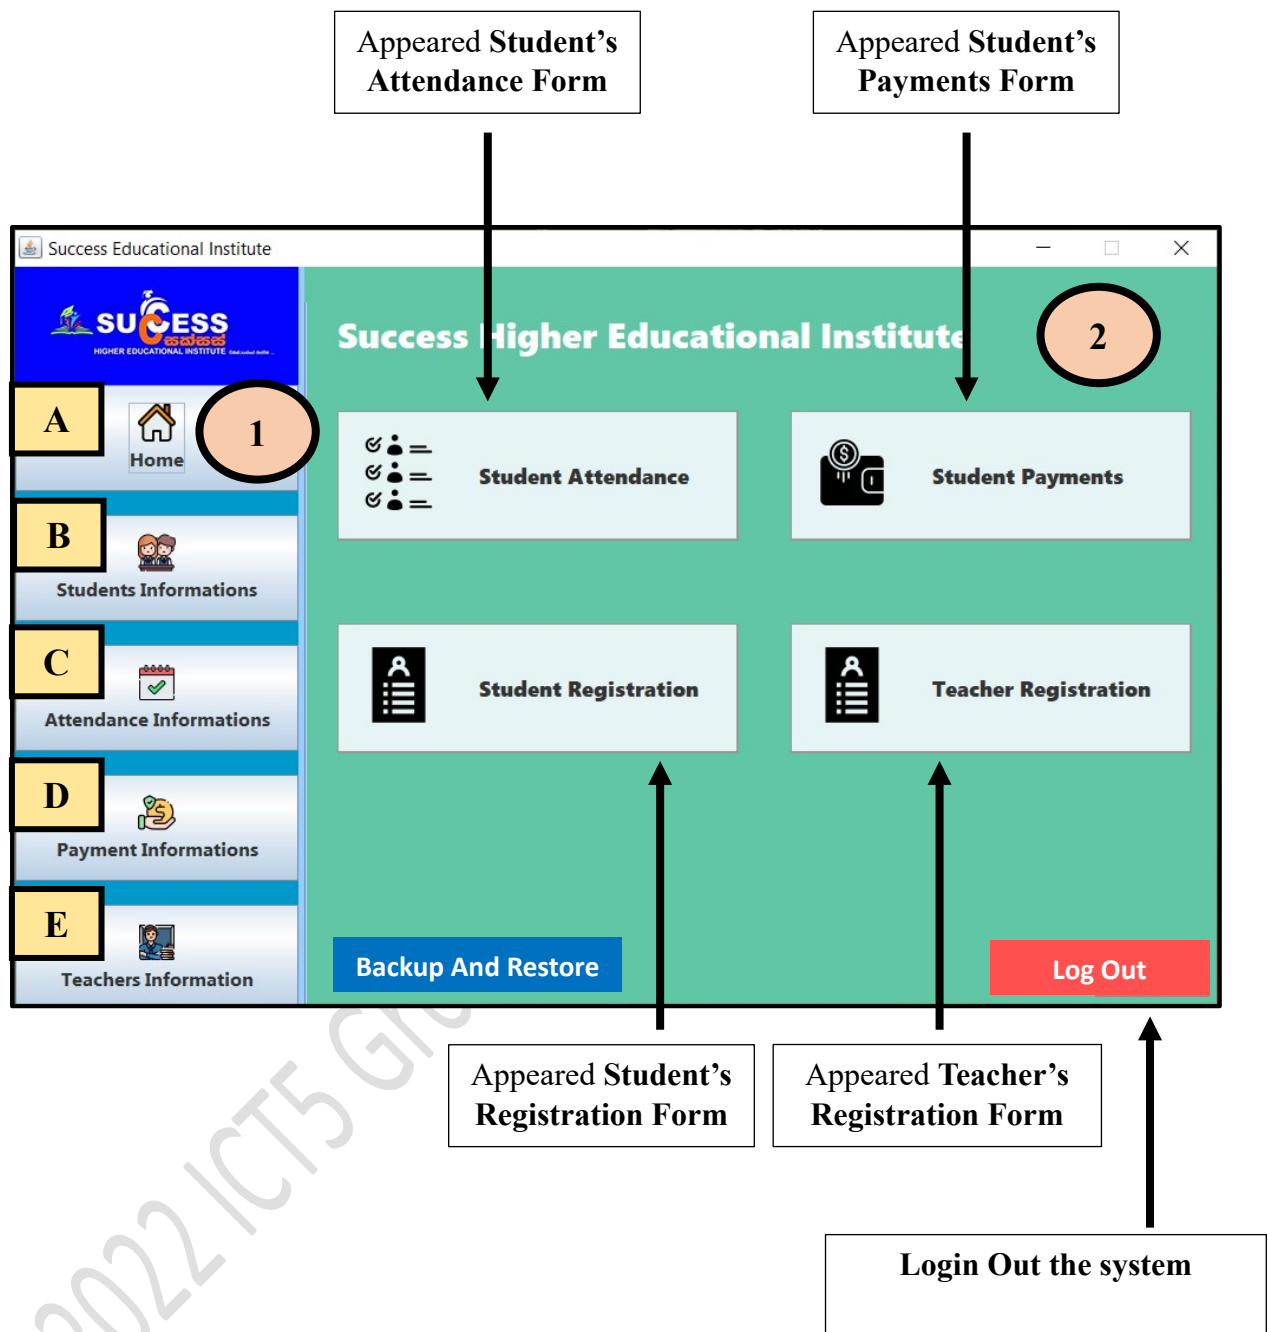 Appeared Student’s
Attendance Form
Appeared Student’s
Payments Form
Success Educational Institute
SUCCESS
සක්සස්
HIGHER EDUCATIONAL INSTITUTE
Success Higher Educational Institute
2
A
1
Home
Student Attendance
Student Payments
B
Students Informations
C
Attendance Informations
Student Registration
Teacher Registration
D
Payment Informations
E
Teachers Information
Backup And Restore
Log Out
Appeared Student’s
Registration Form
Appeared Teacher’s
Registration Form
Login Out the system
2022 ICT5